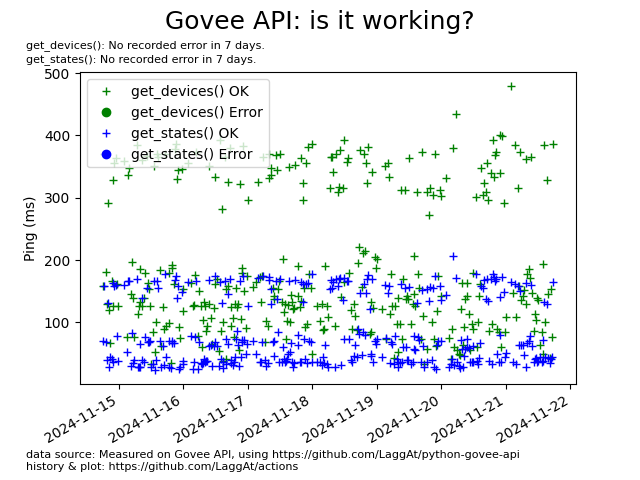 Govee API: is it working?
get_devices(): No recorded error in 7 days.
get_states(): No recorded error in 7 days.
500
400
300
200
100
Ping (ms)
get_devices() OK
get_devices() Error
get_states() OK
get_states() Error
2024-11-15
2024-11-16
2024-11-17
2024-11-18
2024-11-19
2024-11-20
2024-11-21
2024-11-22
data source: Measured on Govee API, using https://github.com/LaggAt/python-govee-api
history & plot: https://github.com/LaggAt/actions